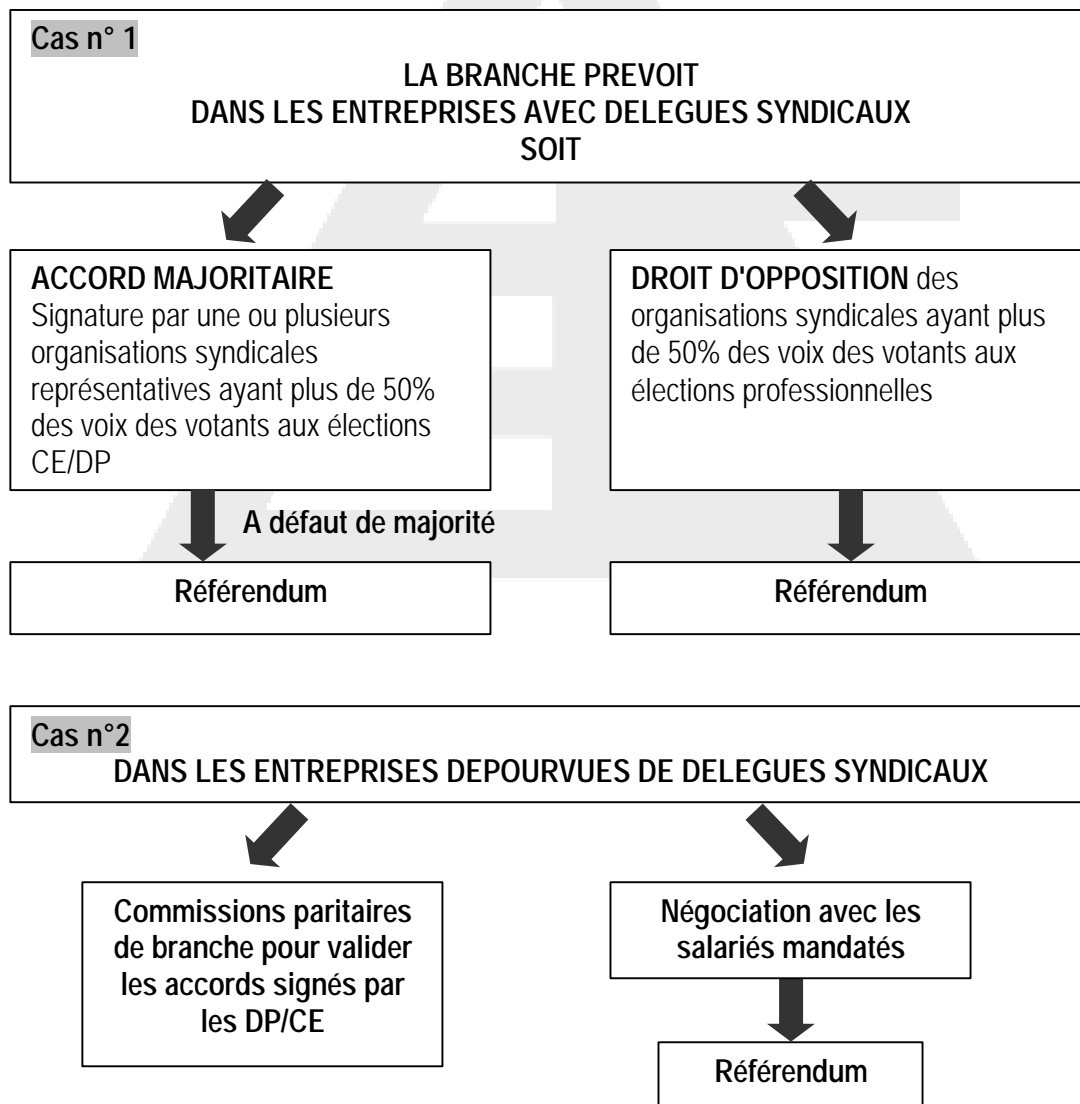 Cas n° 1
LA BRANCHE PREVOIT
DANS LES ENTREPRISES AVEC DELEGUES SYNDICAUX
SOIT
ACCORD MAJORITAIRE
Signature par une ou plusieurs
organisations syndicales
représentatives ayant plus de 50%
des voix des votants aux élections
CE/DP
DROIT D'OPPOSITION des
organisations syndicales ayant plus
de 50% des voix des votants aux
élections professionnelles
A défaut de majorité
Référendum
Référendum
Cas n°2
DANS LES ENTREPRISES DEPOURVUES DE DELEGUES SYNDICAUX
Commissions paritaires
de branche pour valider
les accords signés par
les DP/CE
Négociation avec les
salariés mandatés
Référendum